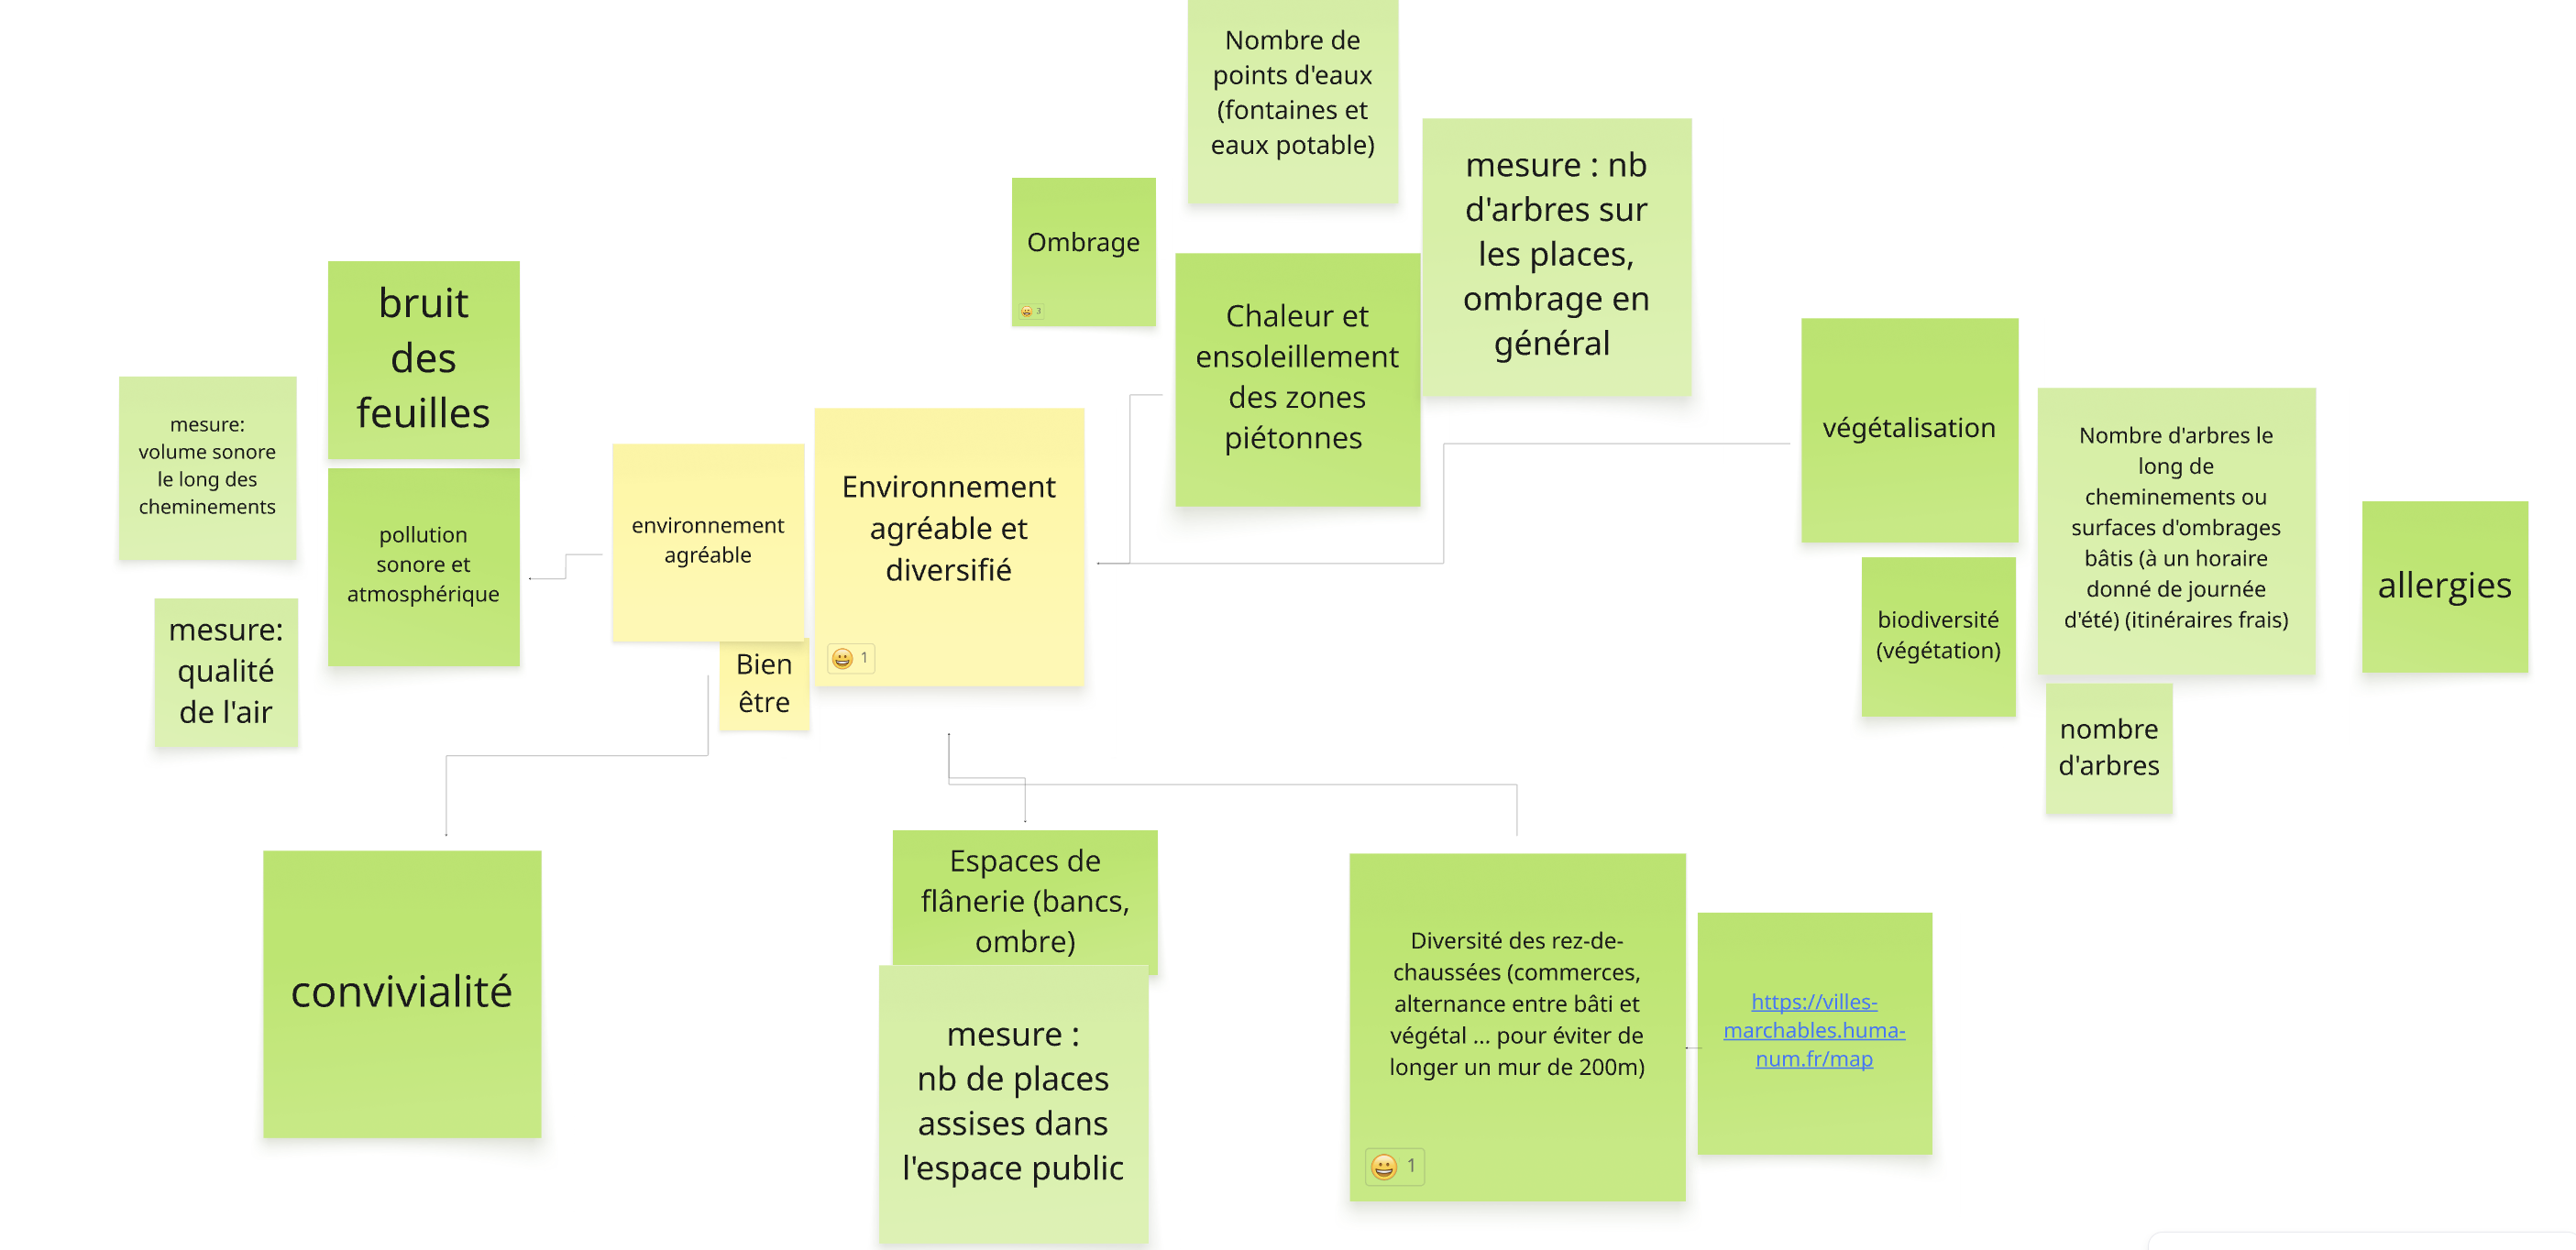 Nombre de
points d'eaux
(fontaines et
eaux potable)
mesure : nb
d'arbres sur
les places,
ombrage en
général
Ombrage
3
Chaleur et
ensoleillement
des zones
piétonnes
bruit
des
feuilles
mesure:
volume sonore
le long des
cheminements
pollution
sonore et
atmosphérique
mesure:
qualité
de l'air
environnement
agréable
Environnement
agréable et
diversifié
1
Bien
être
végétalisation
Nombre d'arbres le
long de
cheminements ou
surfaces d'ombrages
bâtis (à un horaire
donné de journée
d'été) (itinéraires frais)
allergies
biodiversité
(végétation)
nombre
d'arbres
convivialité
Espaces de
flânerie (bancs,
ombre)
mesure :
nb de places
assises dans
l'espace public
Diversité des rez-de-
chaussées (commerces,
alternance entre bâti et
végétal ... pour éviter de
longer un mur de 200m)
1
https://villes-
marchables.huma-
num.fr/map